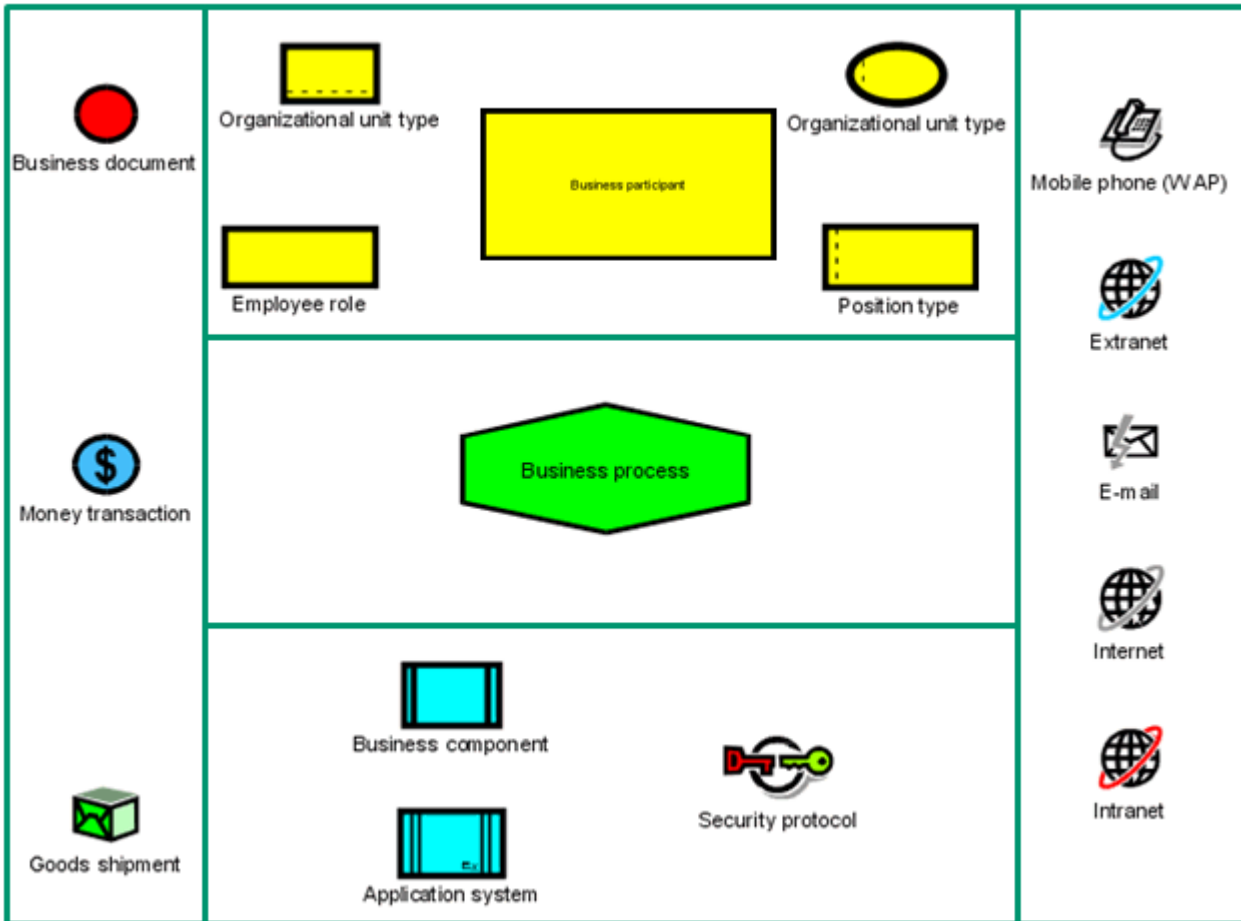 Business document
Money transaction
Goods shipment
Organizational unit type
Organizational unit type
Business participant
Employee role
Position type
Business process
Business component
Security protocol
Ex
Application system
Mobile phone (WAP)
Extranet
E-mail
Internet
Intranet
$